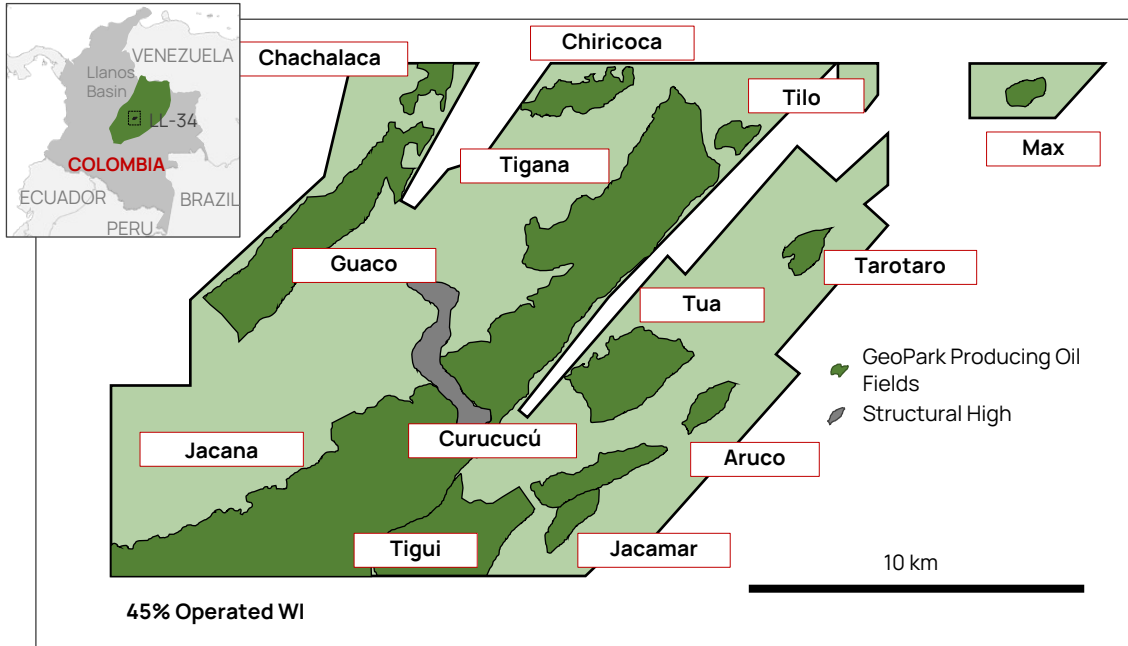 VENEZUELA
Llanos
Basin
LL-34
COLOMBIA
ECUADOR
BRAZIL
PERU
Chachalaca
Chiricoca
Tilo
Max
Tigana
Guaco
Tarotaro
Tua
GeoPark Producing Oil
Fields
Structural High
Curucucú
Jacana
Aruco
Tigui
Jacamar
10 km
45% Operated WI